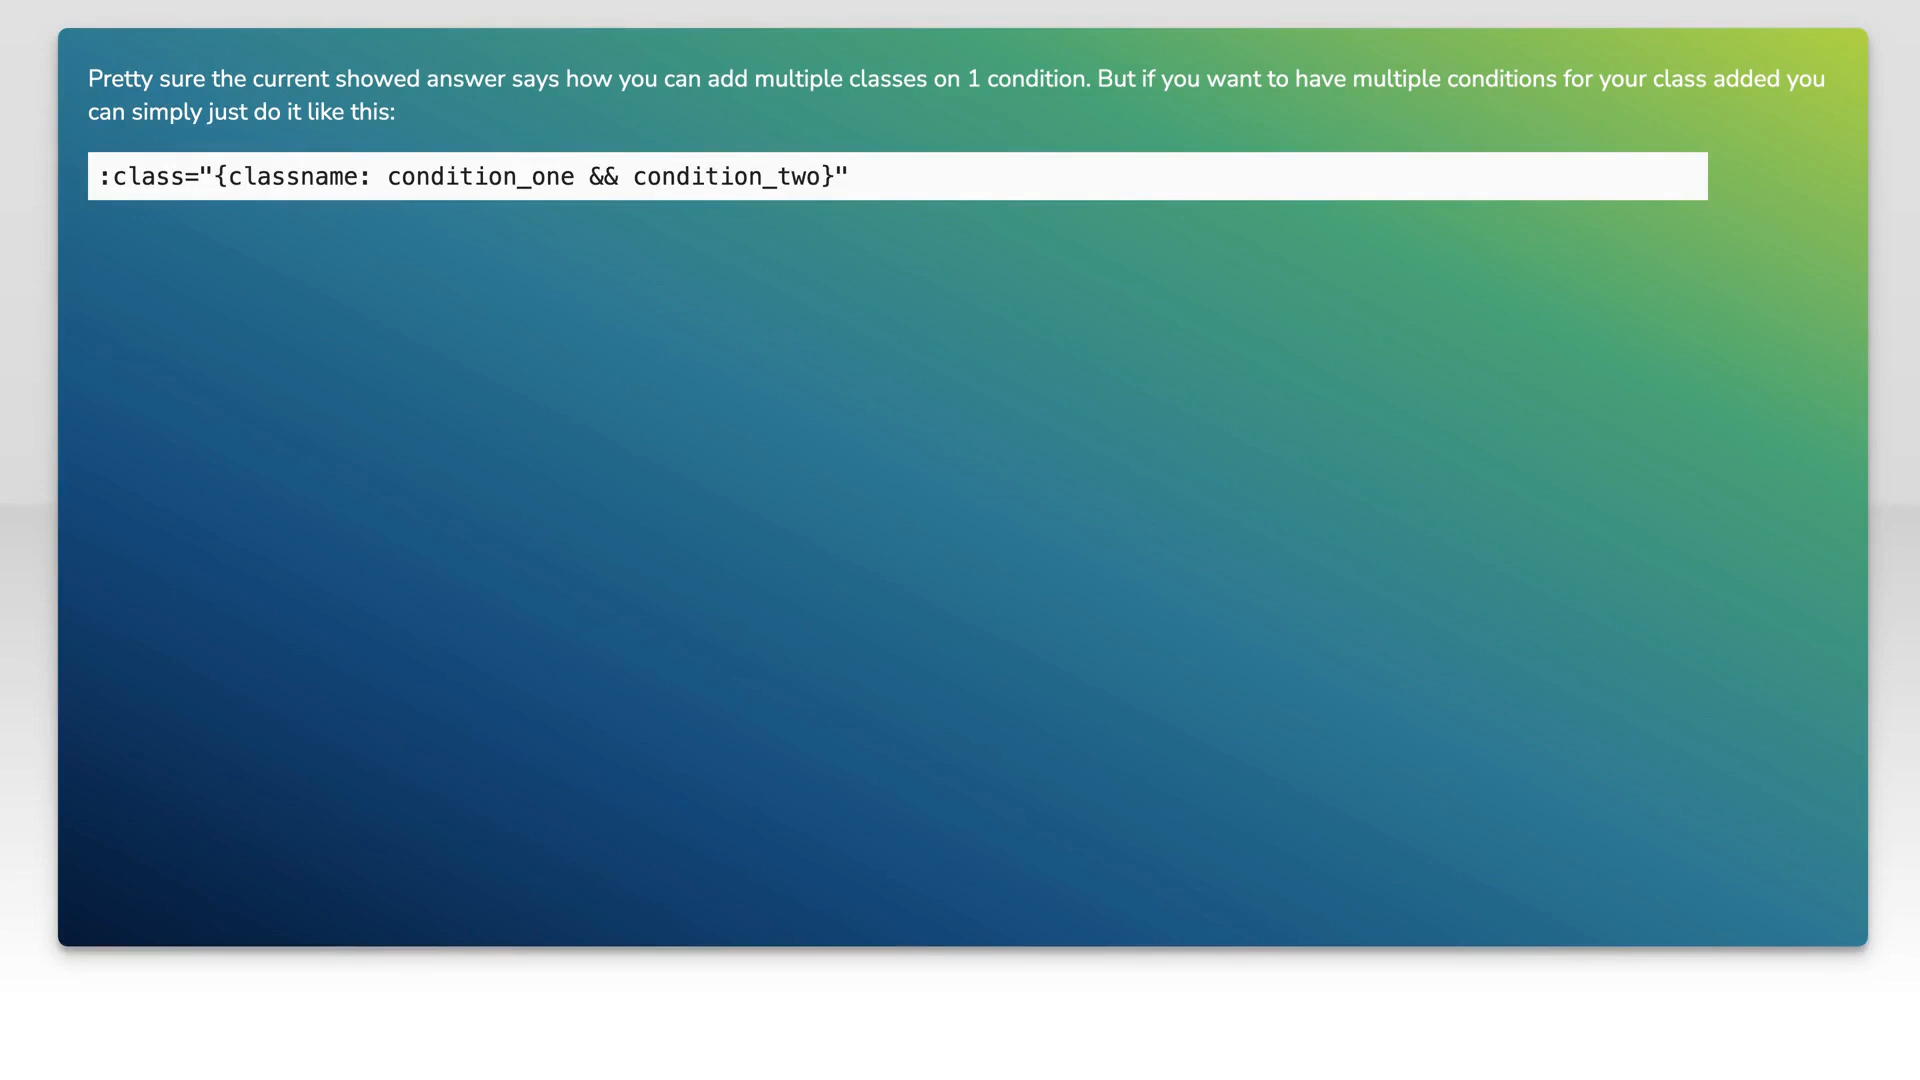 Pretty sure the current showed answer says how you can add multiple classes on 1 condition. But if you want to have multiple conditions for your class added you
can simply just do it like this:
:class="{classname: condition_one && condition_two}"